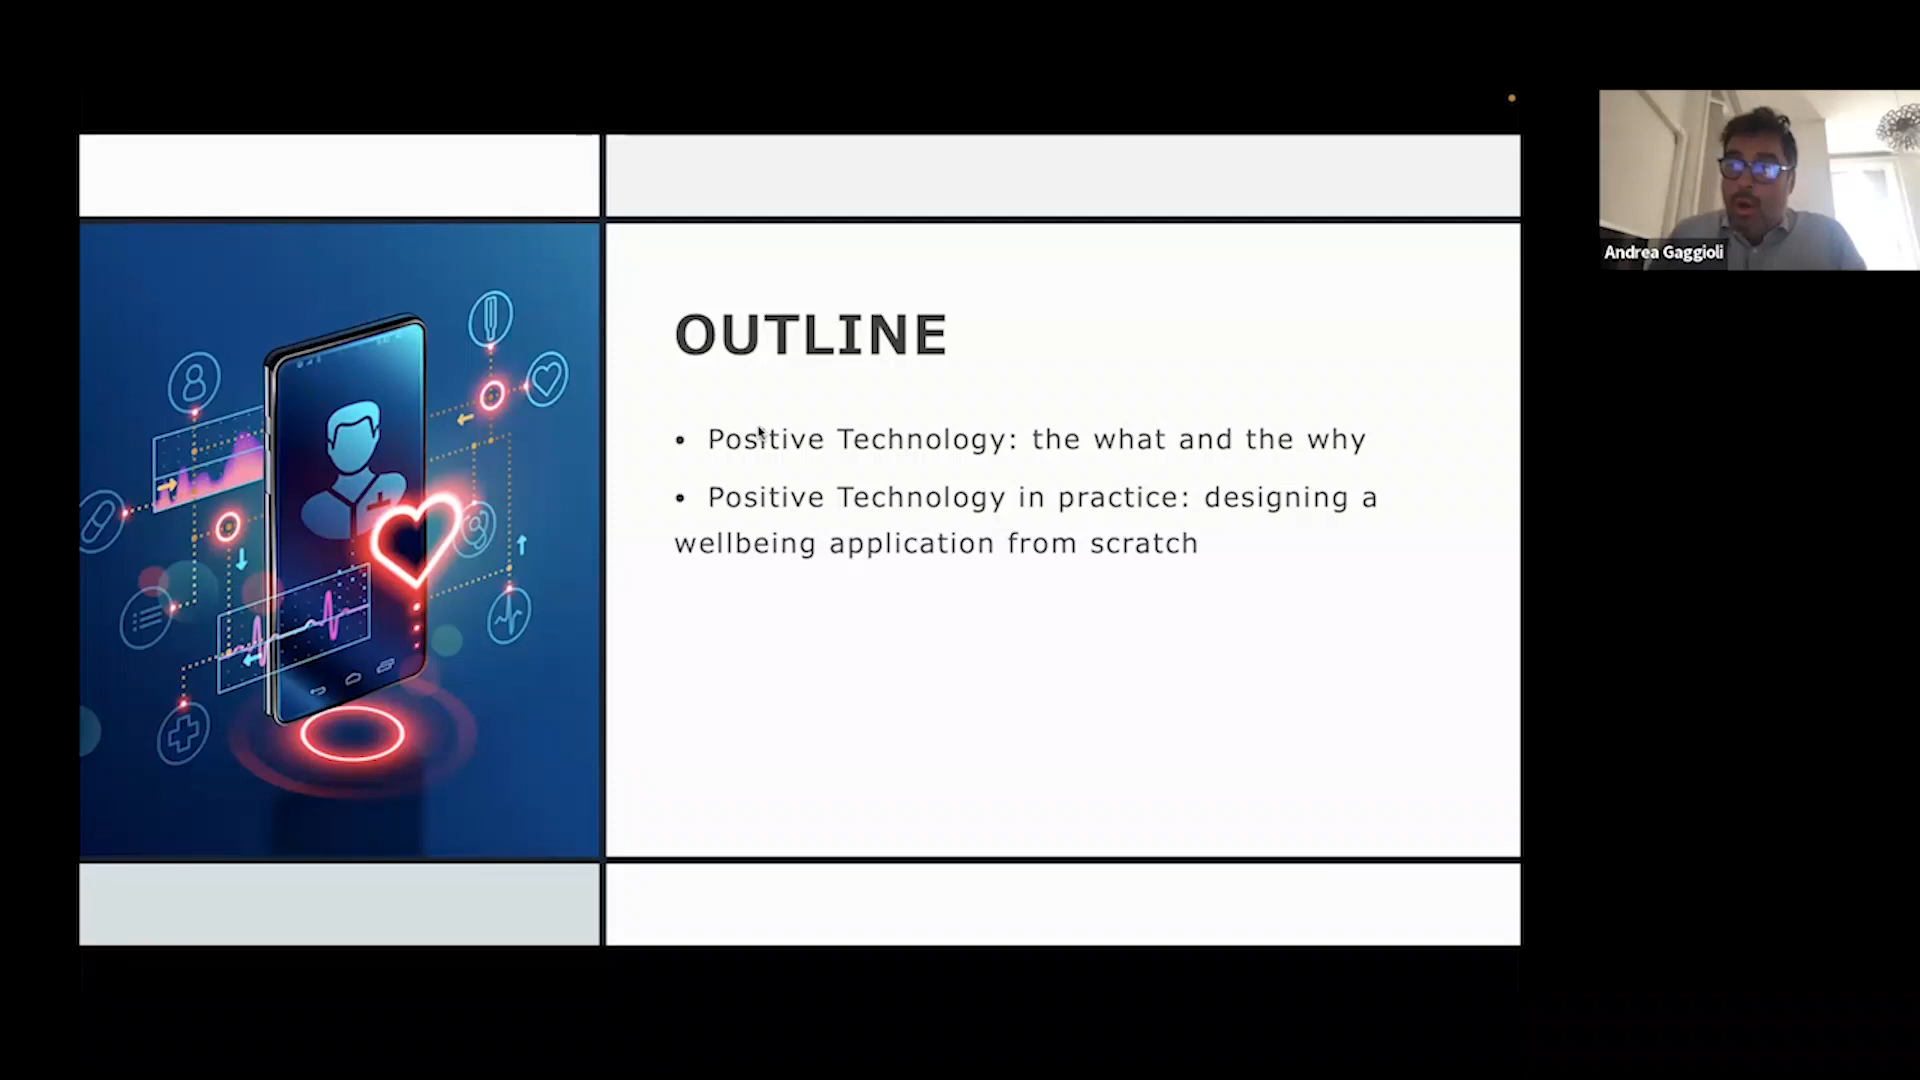 OUTLINE
• Positive Technology: the what and the why
• Positive Technology in practice: designing a
wellbeing application from scratch
Andrea Gaggioli